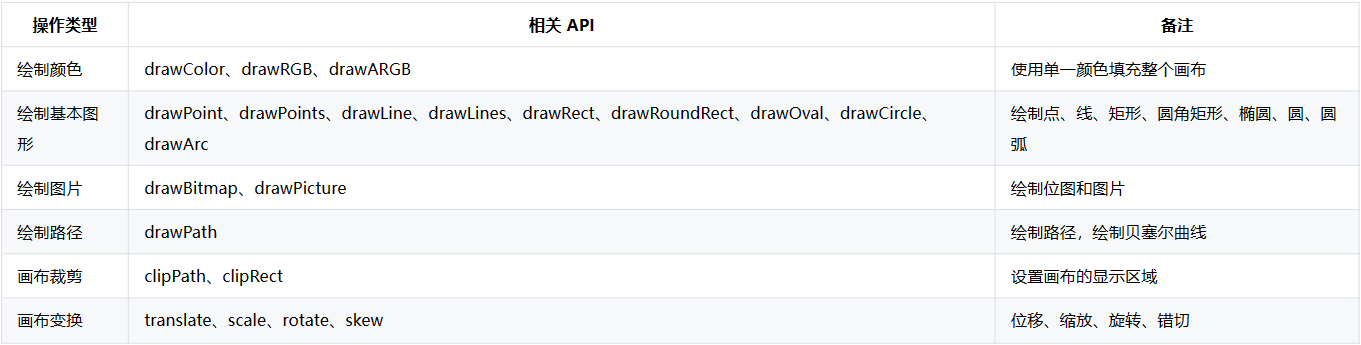 操作类型 相关 API 备注
绘制颜色 drawColor、drawRGB、drawARGB 使用单一颜色填充整个画布
绘制基本图 drawPoint、drawPoints、drawLine、drawLines、drawRect、drawRoundRect、drawOval、drawCircle、 绘制点、线、矩形、圆角矩形、椭圆、圆、圆
形 drawArc 弧
绘制图片 drawBitmap、drawPicture 绘制位图和图片
绘制路径 drawPath 绘制路径，绘制贝塞尔曲线
画布裁剪 clipPath、clipRect 设置画布的显示区域
画布变换 translate、scale、rotate、skew 位移、缩放、旋转、错切